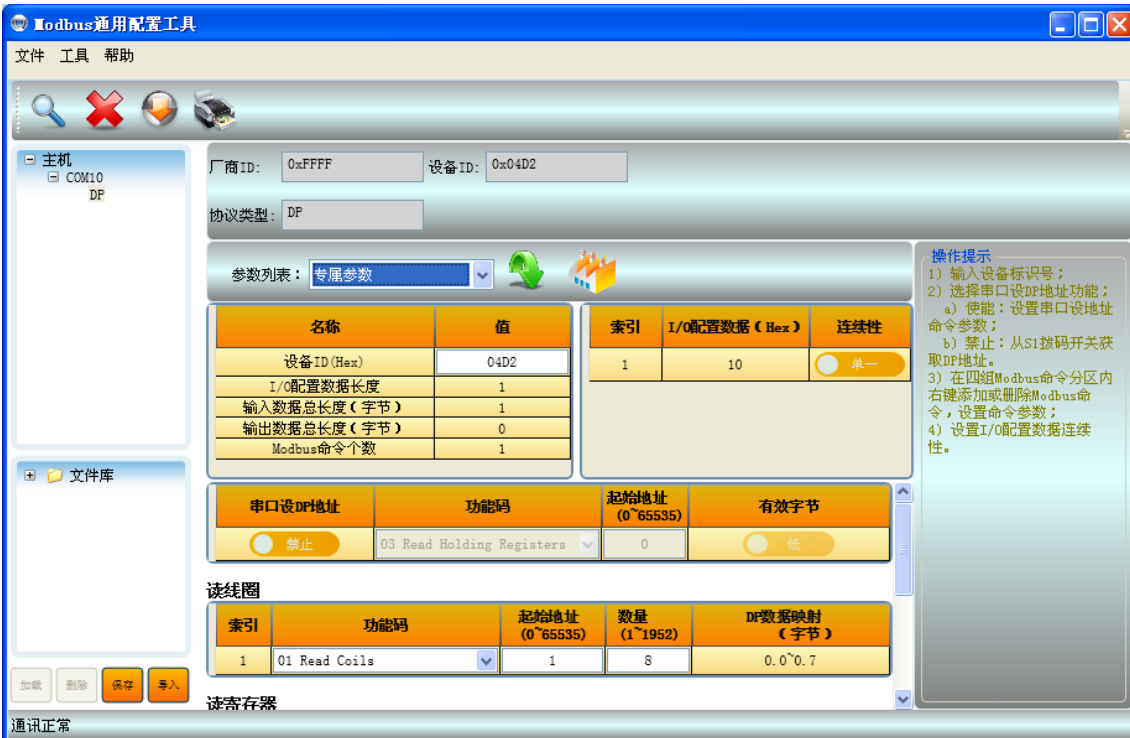 Modbus通用配置工具
文件 工具 帮助
主机
COM10
DP
文件库
加载 删除 保存 导入
厂商ID: 0xFFFF 设备ID: 0x04D2
协议类型: DP
参数列表： 专属参数
名称 值
设备ID(Hex) 04D2
I/O配置数据长度 1
输入数据总长度（字节） 1
输出数据总长度（字节） 0
Modbus命令个数 1
索引 I/O配置数据（Hex） 连续性
1 10 单一
串口设DP地址 功能码 起始地址 有效字节
(0~65535)
禁止 03 Read Holding Registers 0 低
读线圈
索引 功能码 起始地址 数量 DP数据映射
(0~65535) (1~1952) （字节）
1 01 Read Coils 1 8 0.0~0.7
读寄存器
操作提示
1) 输入设备标识号；
2) 选择串口设DP地址功能；
a) 使能：设置串口设地址
命令参数；
b) 禁止：从S1拨码开关获
取DP地址。
3) 在四组Modbus命令分区内
右键添加或删除Modbus命
令，设置命令参数；
4) 设置I/O配置数据连续
性。
通讯正常